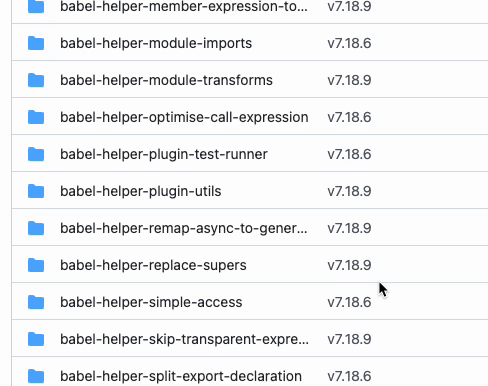 babel-helper-member-expression-to... v7.18.9
babel-helper-module-imports v7.18.6
babel-helper-module-transforms v7.18.9
babel-helper-optimise-call-expression v7.18.6
babel-helper-plugin-test-runner v7.18.6
babel-helper-plugin-utils v7.18.9
babel-helper-remap-async-to-gener... v7.18.9
babel-helper-replace-supers v7.18.9
babel-helper-simple-access v7.18.6
babel-helper-skip-transparent-expre... v7.18.9
babel-helper-split-export-declaration v7.18.6